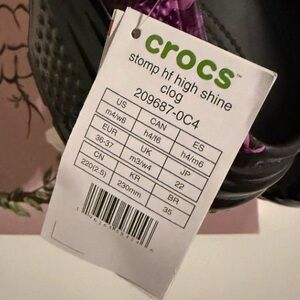 crocs
stomp hf high shine
clog
209687-0C4
US CAN ES
m4/w6 h4/f6 h4/m6
EUR UK JP
36-37 m3/w4 22
CN KR BR
220(2.5) 230mm 35